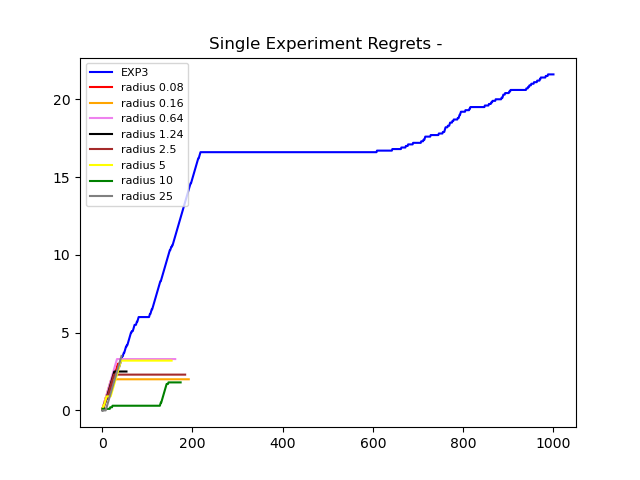 Single Experiment Regrets -
EXP3
radius 0.08
radius 0.16
radius 0.64
radius 1.24
radius 2.5
radius 5
radius 10
radius 25
20
15
10
5
0
0 200 400 600 800 1000